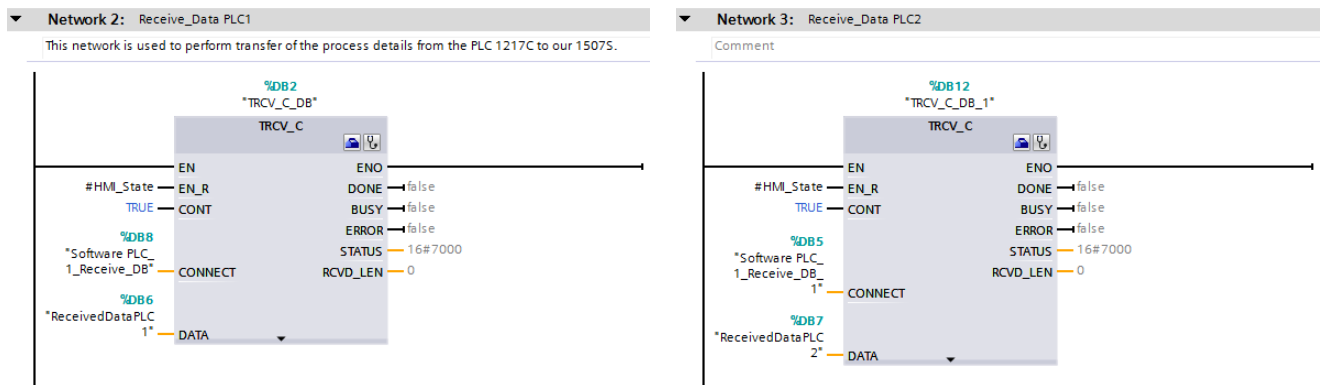 Network 2: Receive_Data PLC1
This network is used to perform transfer of the process details from the PLC 1217C to our 1507S.
%DB2
"TRCV_C_DB"
TRCV_C
EN
ENO
#HMI_State
EN_R
DONE
false
TRUE
CONT
BUSY
false
ERROR
false
%DB8
"Software PLC_
1_Receive_DB"
CONNECT
STATUS
16#7000
RCVD_LEN
0
%DB6
"ReceivedDataPLC
1"
DATA
Network 3: Receive_Data PLC2
Comment
%DB12
"TRCV_C_DB_1"
TRCV_C
EN
ENO
#HMI_State
EN_R
DONE
false
TRUE
CONT
BUSY
false
ERROR
false
%DB5
"Software PLC_
1_Receive_DB_
1"
CONNECT
STATUS
16#7000
RCVD_LEN
0
%DB7
"ReceivedDataPLC
2"
DATA